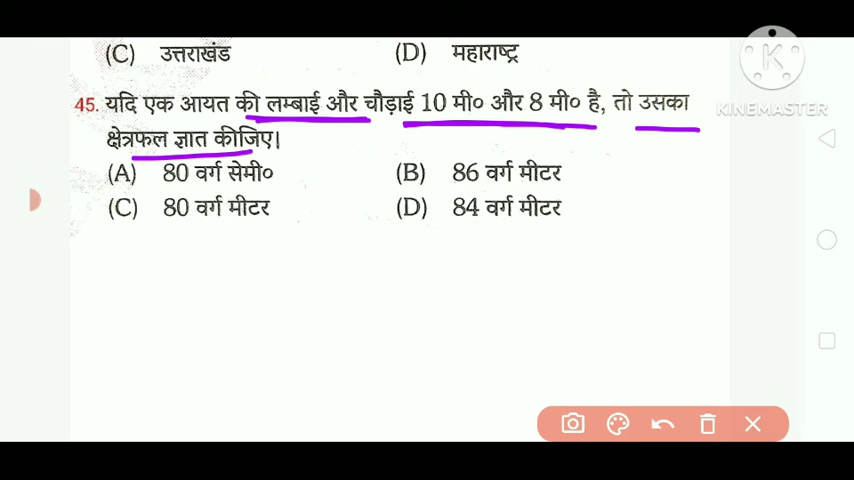 (C) उत्तराखंड (D) महाराष्ट्र
KINEMASTER
45. यदि एक आयत की लम्बाई और चौड़ाई 10 मी० और 8 मी० है, तो उसका
क्षेत्रफल ज्ञात कीजिए।
(A) 80 वर्ग सेमी० (B) 86 वर्ग मीटर
(C) 80 वर्ग मीटर (D) 84 वर्ग मीटर